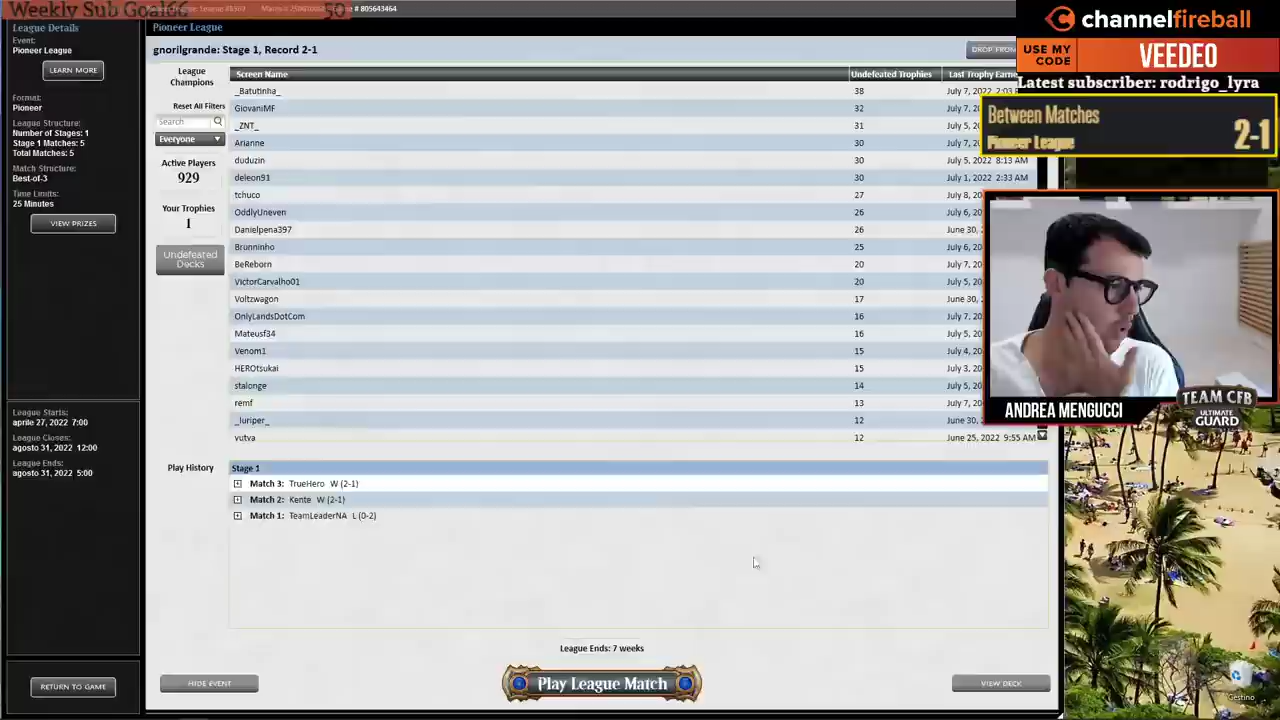 Weekly Sub Goal
# 805643464
League Details
Event:
Pioneer League
LEARN MORE
Format:
Pioneer
League Structure:
Number of Stages: 1
Stage 1 Matches: 5
Total Matches: 5
Match Structure:
Best-of-3
Time Limits:
25 Minutes
VIEW PRIZES
League Starts:
aprile 27, 2022 7:00
League Closes:
agosto 31, 2022 12:00
League Ends:
agosto 31, 2022 5:00
RETURN TO GAME
Pioneer League
gnorilgrande: Stage 1, Record 2-1
DROP FROM
League
Champions
Reset All Filters
Search
Everyone
Active Players
929
Your Trophies
1
Undefeated
Decks
Screen Name Undefeated Trophies Last Trophy Earne
_Batutinha_ 38 July 7, 2022 2:03
GiovaniMF 32 July 7, 20
_ZNT_ 31 July 5, 20
Arianne 30 July 7, 20
duduzin 30 July 5, 2022 8:13 AM
deleon91 30 July 1, 2022 2:33 AM
tchuco 27 July 8, 20
OddlyUneven 26 July 6, 20
Danielpena397 26 June 30,
Brunninho 25 July 6, 20
BeReborn 20 July 7, 20
VictorCarvalho01 20 July 5, 20
Voltzwagon 17 June 30,
OnlyLandsDotCom 16 July 7, 20
Mateusf34 16 July 5, 20
Venom1 15 July 4, 20
HEROtsukai 15 July 3, 20
stalonge 14 July 5, 20
remf 13 July 7, 20
_luriper_ 12 June 30,
vutva 12 June 25, 2022 9:55 AM
Play History
Stage 1
Match 3: TrueHero W (2-1)
Match 2: Kente W (2-1)
Match 1: TeamLeaderNA L (0-2)
League Ends: 7 weeks
HIDE EVENT
Play League Match
VIEW DECK
channelfireball
USE MY
CODE
VEEDEO
Latest subscriber: rodrigo_lyra
Between Matches
Pioneer League
2-1
ANDREA MENGUCCI
TEAM CFB
ULTIMATE
GUARD
Cestino